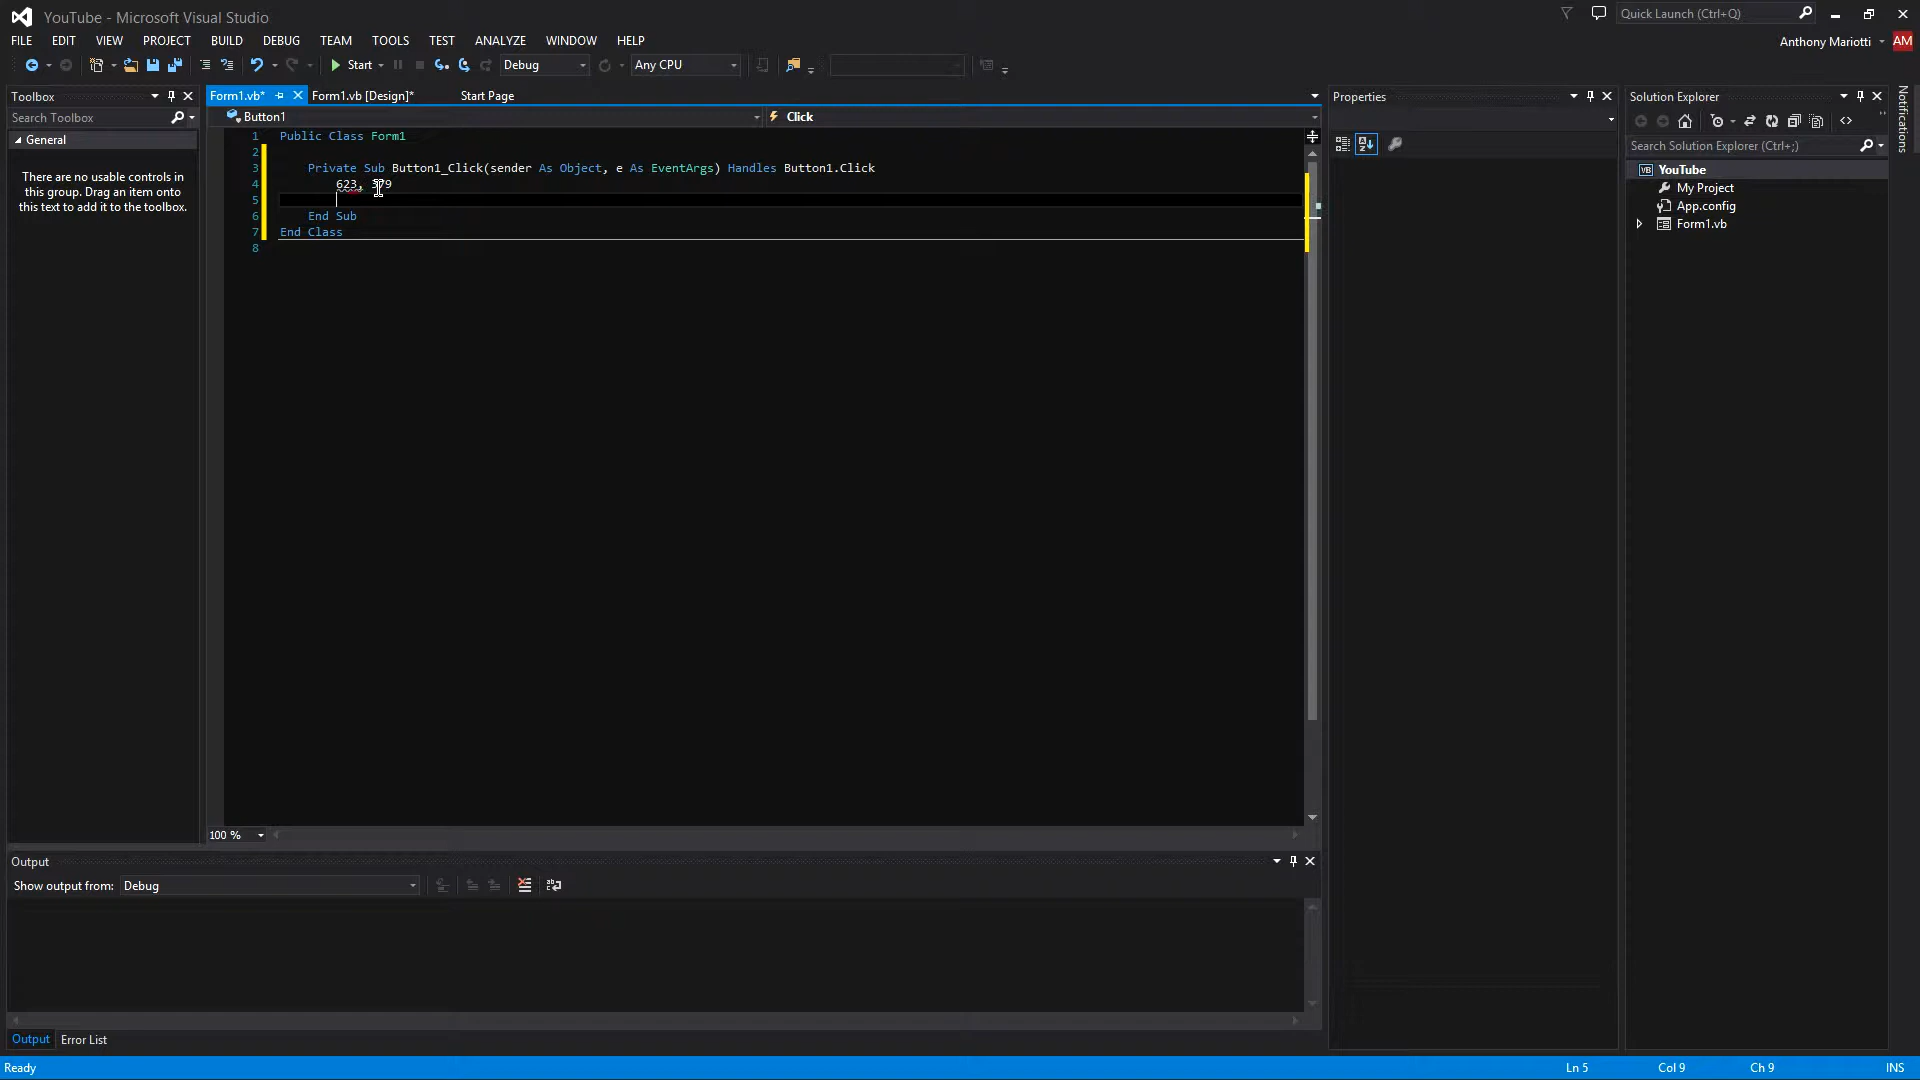 YouTube - Microsoft Visual Studio
Quick Launch (Ctrl+Q)
FILE EDIT VIEW PROJECT BUILD DEBUG TEAM TOOLS TEST ANALYZE WINDOW HELP
Anthony Mariotti AM
Start Debug Any CPU
Toolbox
Search Toolbox
General
There are no usable controls in
this group. Drag an item onto
this text to add it to the toolbox.
Form1.vb* Form1.vb [Design]* Start Page
Button1 Click
1 Public Class Form1
2
3 Private Sub Button1_Click(sender As Object, e As EventArgs) Handles Button1.Click
4 623, 379
5
6 End Sub
7 End Class
8
100 %
Output
Show output from: Debug
Output Error List
Properties
Solution Explorer
Search Solution Explorer (Ctrl+;)
VB YouTube
My Project
App.config
Form1.vb
Notifications
Ready Ln 5 Col 9 Ch 9 INS